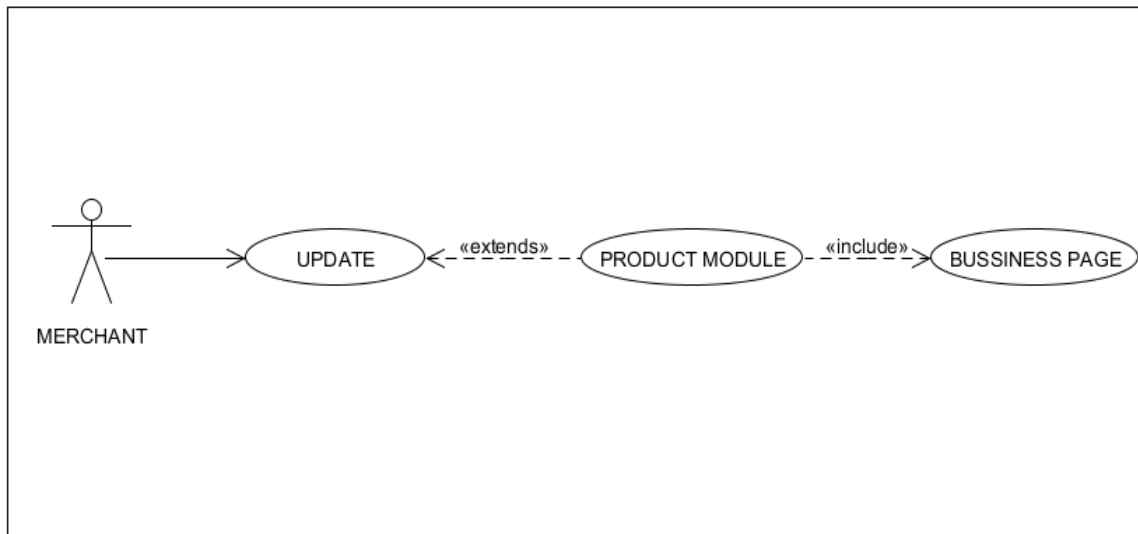 «extends»
«include»
UPDATE
PRODUCT MODULE
BUSSINESS PAGE
MERCHANT